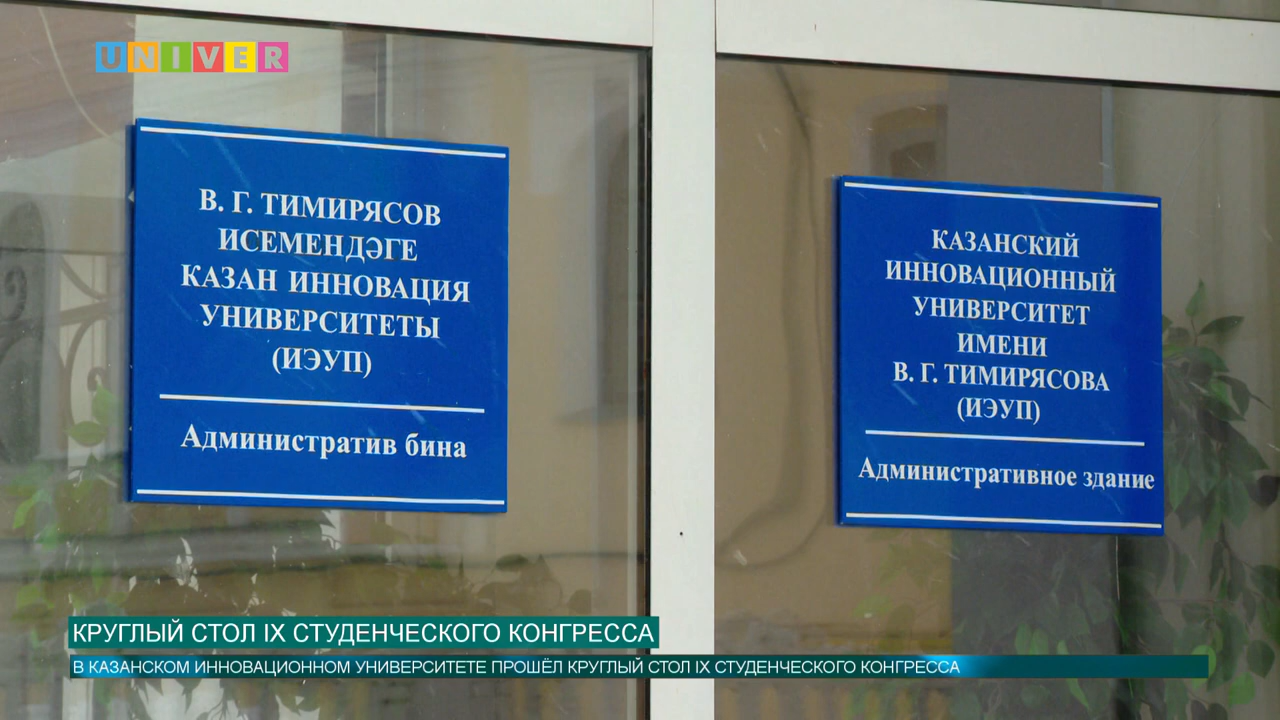 UNIVER
В. Г. ТИМИРЯСОВ
ИСЕМЕНДӘГЕ
КАЗАН ИННОВАЦИЯ
УНИВЕРСИТЕТЫ
(ИЭУП)
Административ бина
КАЗАНСКИЙ
ИННОВАЦИОННЫЙ
УНИВЕРСИТЕТ
ИМЕНИ
В. Г. ТИМИРЯСОВА
(ИЭУП)
Административное здание
КРУГЛЫЙ СТОЛ IX СТУДЕНЧЕСКОГО КОНГРЕССА
В КАЗАНСКОМ ИННОВАЦИОННОМ УНИВЕРСИТЕТЕ ПРОШЁЛ КРУГЛЫЙ СТОЛ IX СТУДЕНЧЕСКОГО КОНГРЕССА